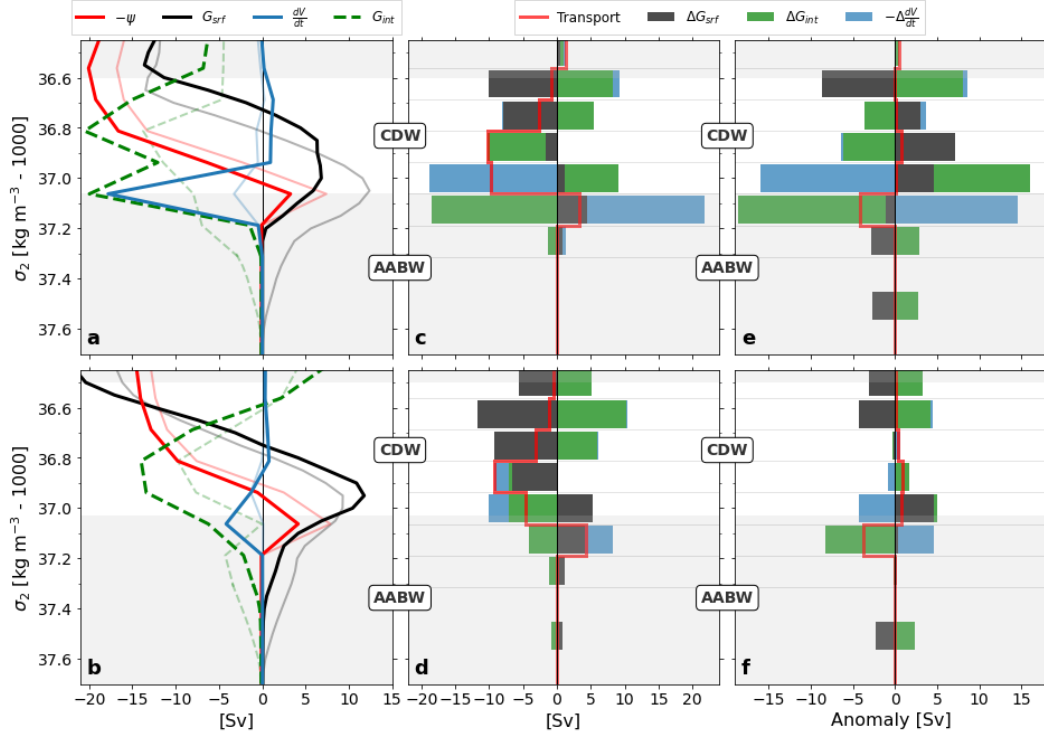 −ψ G_srf dV/dt G_int
Transport ΔG_srf ΔG_int −Δ dV/dt
36.6
36.8
37.0
37.2
37.4
37.6
σ₂ [kg m⁻³ - 1000]
a
c
e
CDW
CDW
AABW
AABW
36.6
36.8
37.0
37.2
37.4
37.6
σ₂ [kg m⁻³ - 1000]
b
d
f
CDW
CDW
AABW
AABW
−20 −15 −10 −5 0 5 10 15
−20 −15 −10 −5 0 5 10 15 20
−15 −10 −5 0 5 10 15
[Sv]
[Sv]
Anomaly [Sv]